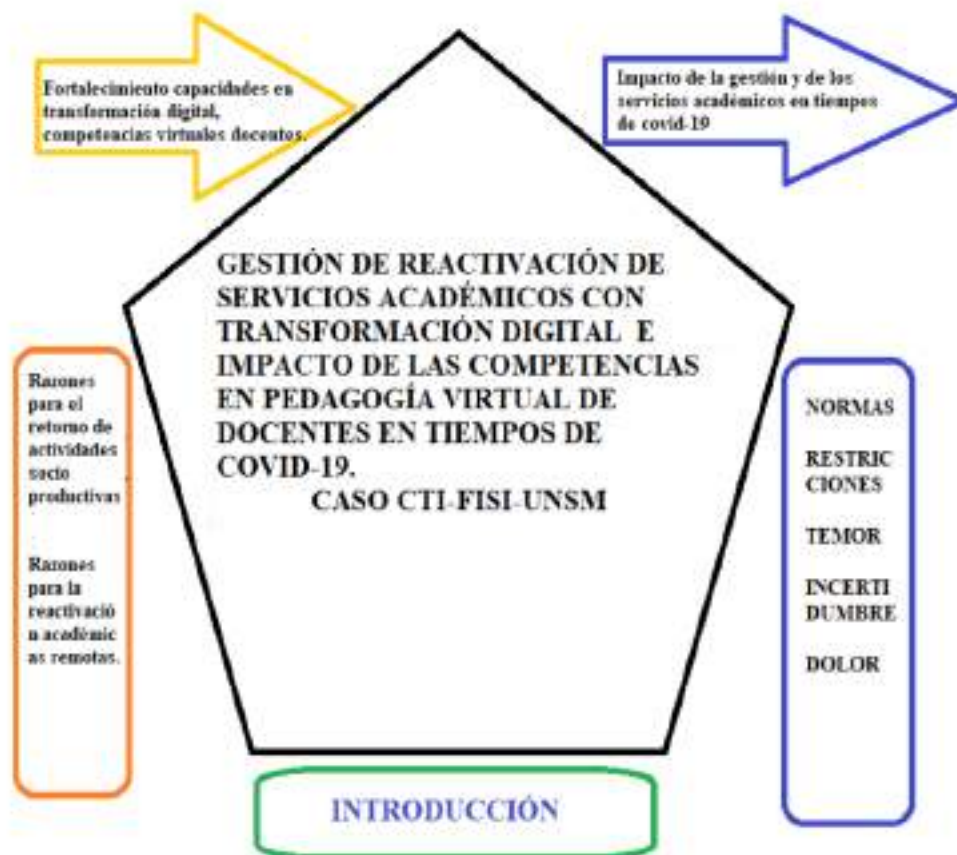 Fortalecimiento capacidades en
transformación digital,
competencias virtuales decentes.
Impacto de la gestión y de los
servicios académicos en tiempos
de covid-19
GESTIÓN DE REACTIVACIÓN DE
SERVICIOS ACADÉMICOS CON
TRANSFORMACIÓN DIGITAL E
IMPACTO DE LAS COMPETENCIAS
EN PEDAGOGÍA VIRTUAL DE
DOCENTES EN TIEMPOS DE
COVID-19.
CASO CTI-FISI-UNSM
Razones
para el
retorno de
actividades
socio
productivas
Razones
para la
reactivació
n académic
as remotas.
NORMAS
RESTRIC
CIONES
TEMOR
INCERTI
DUMBRE
DOLOR
INTRODUCCIÓN